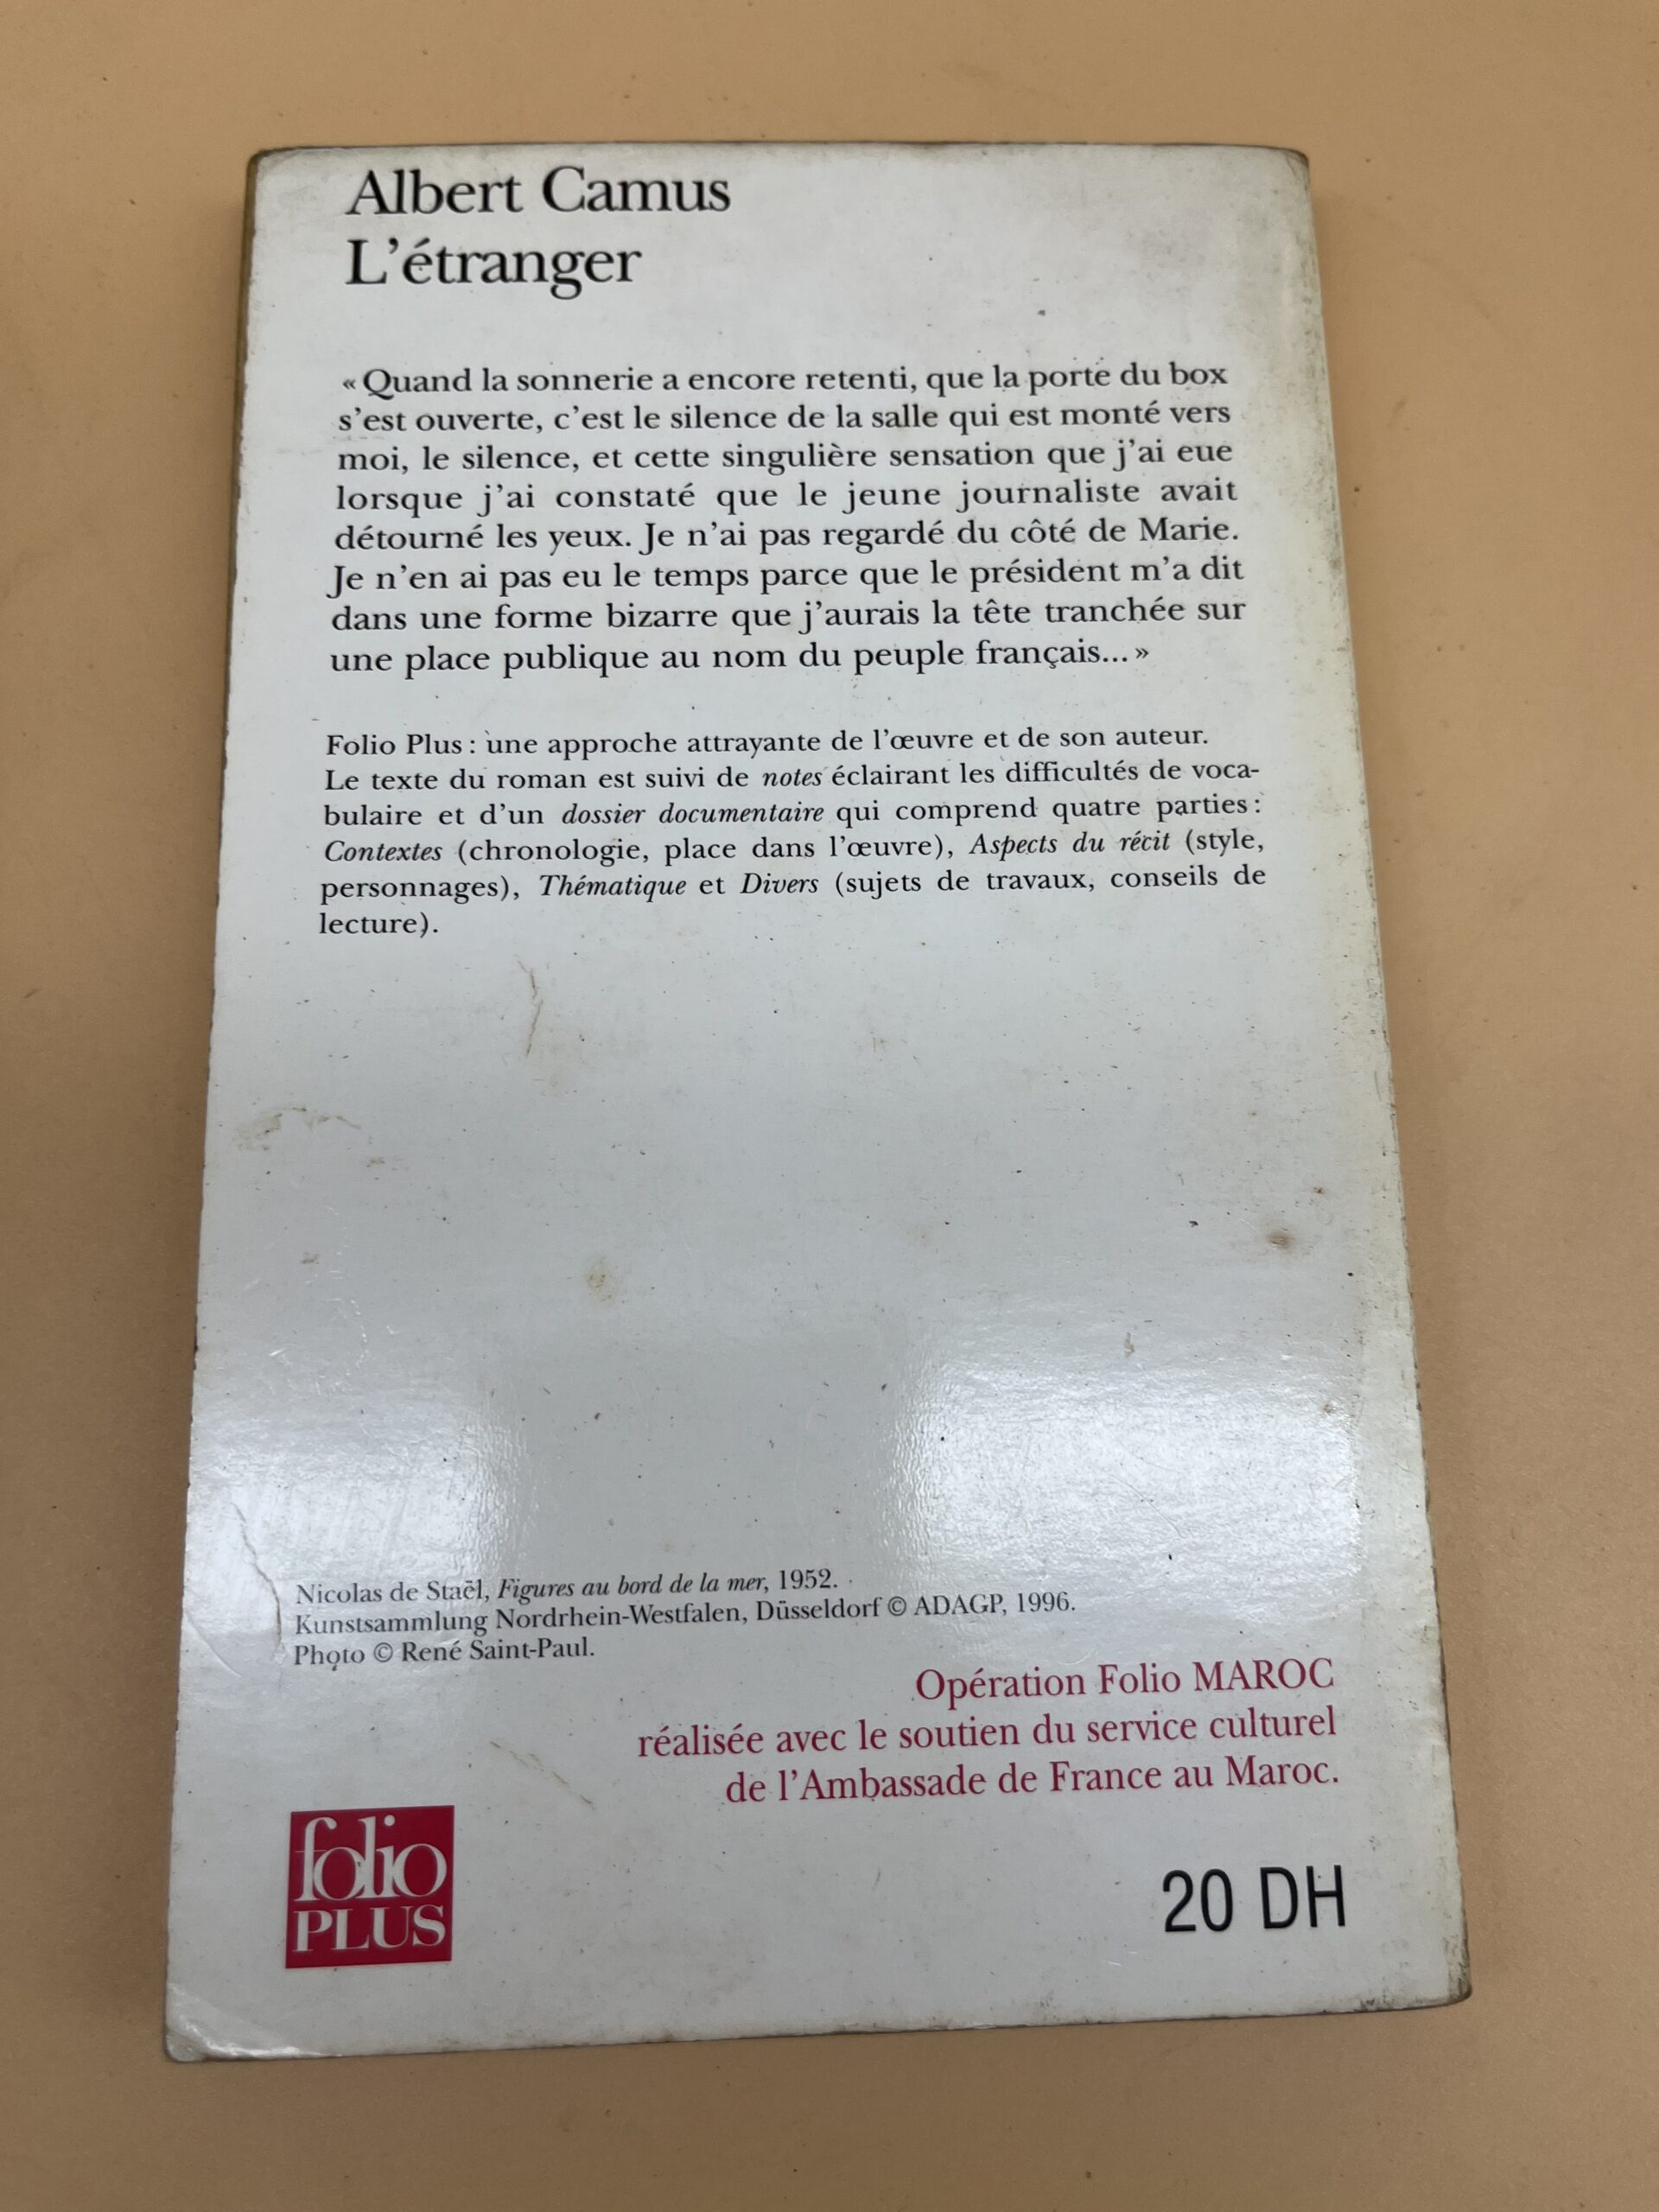 Albert Camus
L'étranger
« Quand la sonnerie a encore retenti, que la porte du box
s'est ouverte, c'est le silence de la salle qui est monté vers
moi, le silence, et cette singulière sensation que j'ai eue
lorsque j'ai constaté que le jeune journaliste avait
détourné les yeux. Je n'ai pas regardé du côté de Marie.
Je n'en ai pas eu le temps parce que le président m'a dit
dans une forme bizarre que j'aurais la tête tranchée sur
une place publique au nom du peuple français... »
Folio Plus : une approche attrayante de l'œuvre et de son auteur.
Le texte du roman est suivi de notes éclairant les difficultés de voca-
bulaire et d'un dossier documentaire qui comprend quatre parties :
Contextes (chronologie, place dans l'œuvre), Aspects du récit (style,
personnages), Thématique et Divers (sujets de travaux, conseils de
lecture).
Nicolas de Staël, Figures au bord de la mer, 1952.
Kunstsammlung Nordrhein-Westfalen, Düsseldorf © ADAGP, 1996.
Photo © René Saint-Paul.
Opération Folio MAROC
réalisée avec le soutien du service culturel
de l'Ambassade de France au Maroc.
folio
PLUS
20 DH